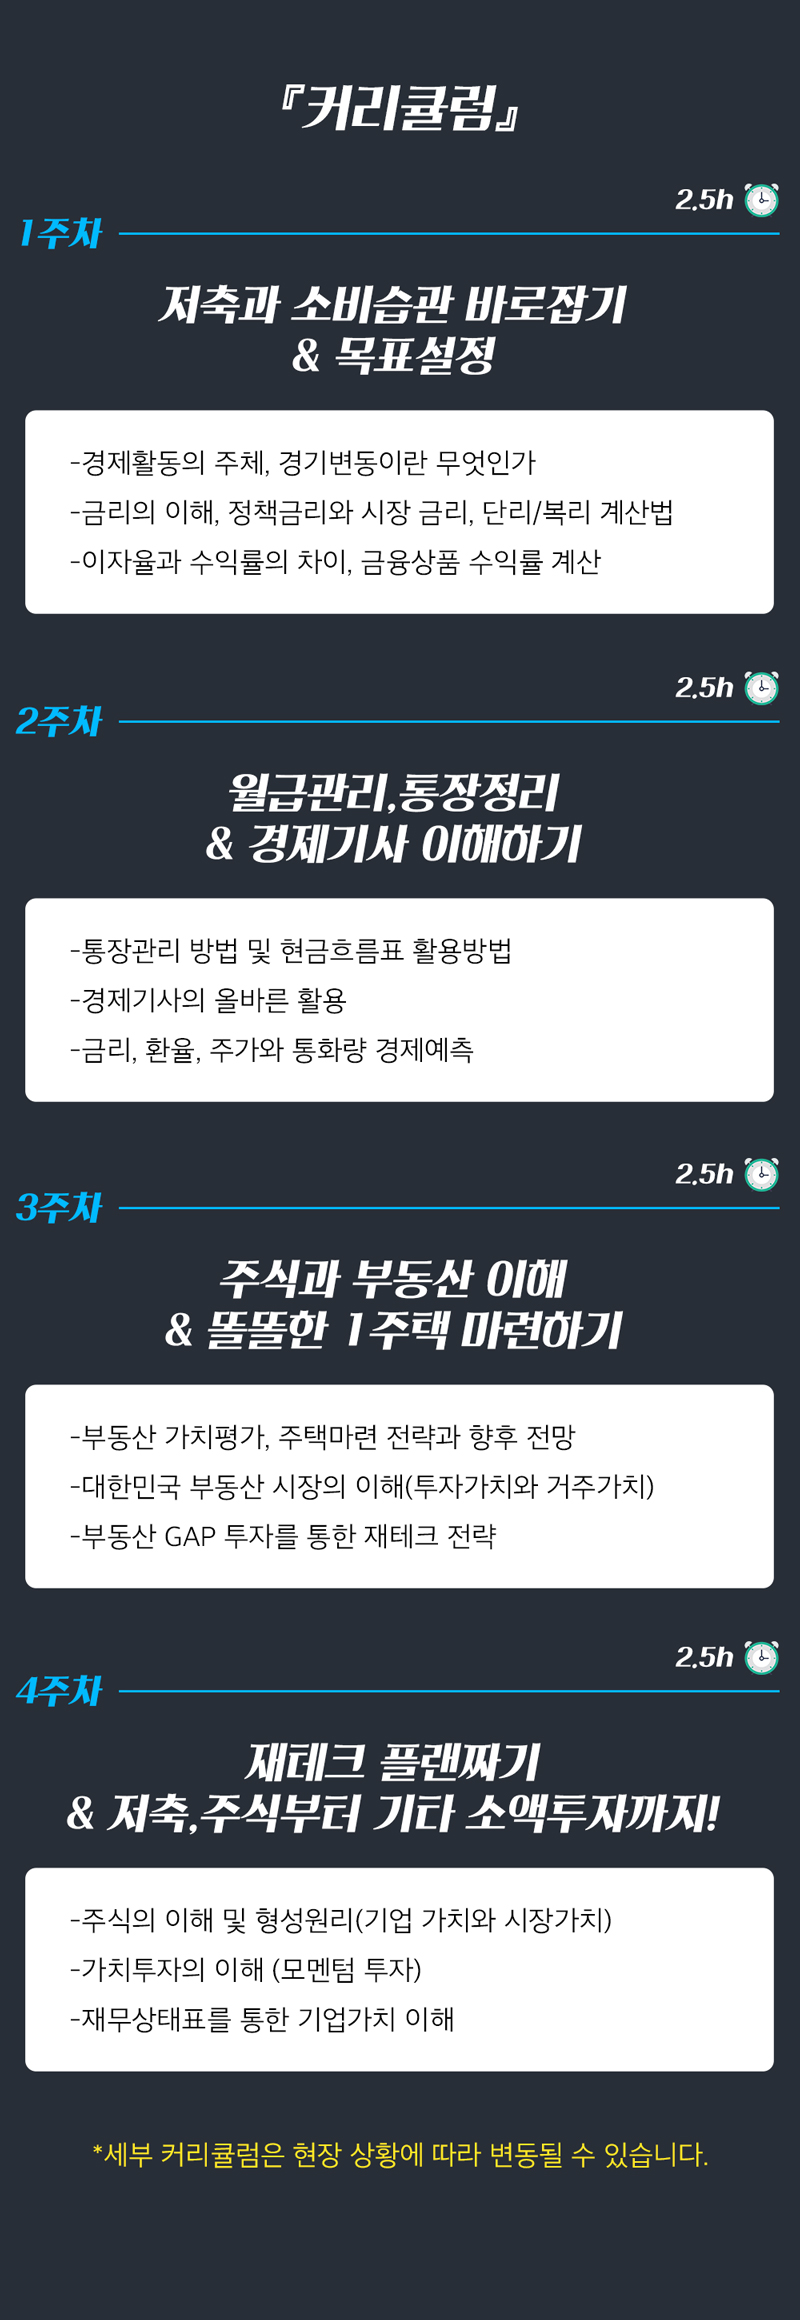 『커리큘럼』
2.5h
1주차
저축과 소비습관 바로잡기
& 목표설정
-경제활동의 주체, 경기변동이란 무엇인가
-금리의 이해, 정책금리와 시장 금리, 단리/복리 계산법
-이자율과 수익률의 차이, 금융상품 수익률 계산
2.5h
2주차
월급관리,통장정리
& 경제기사 이해하기
-통장관리 방법 및 현금흐름표 활용방법
-경제기사의 올바른 활용
-금리, 환율, 주가와 통화량 경제예측
2.5h
3주차
주식과 부동산 이해
& 똘똘한 1주택 마련하기
-부동산 가치평가, 주택마련 전략과 향후 전망
-대한민국 부동산 시장의 이해(투자가치와 거주가치)
-부동산 GAP 투자를 통한 재테크 전략
2.5h
4주차
재테크 플랜짜기
& 저축,주식부터 기타 소액투자까지!
-주식의 이해 및 형성원리(기업 가치와 시장가치)
-가치투자의 이해 (모멘텀 투자)
-재무상태표를 통한 기업가치 이해
*세부 커리큘럼은 현장 상황에 따라 변동될 수 있습니다.